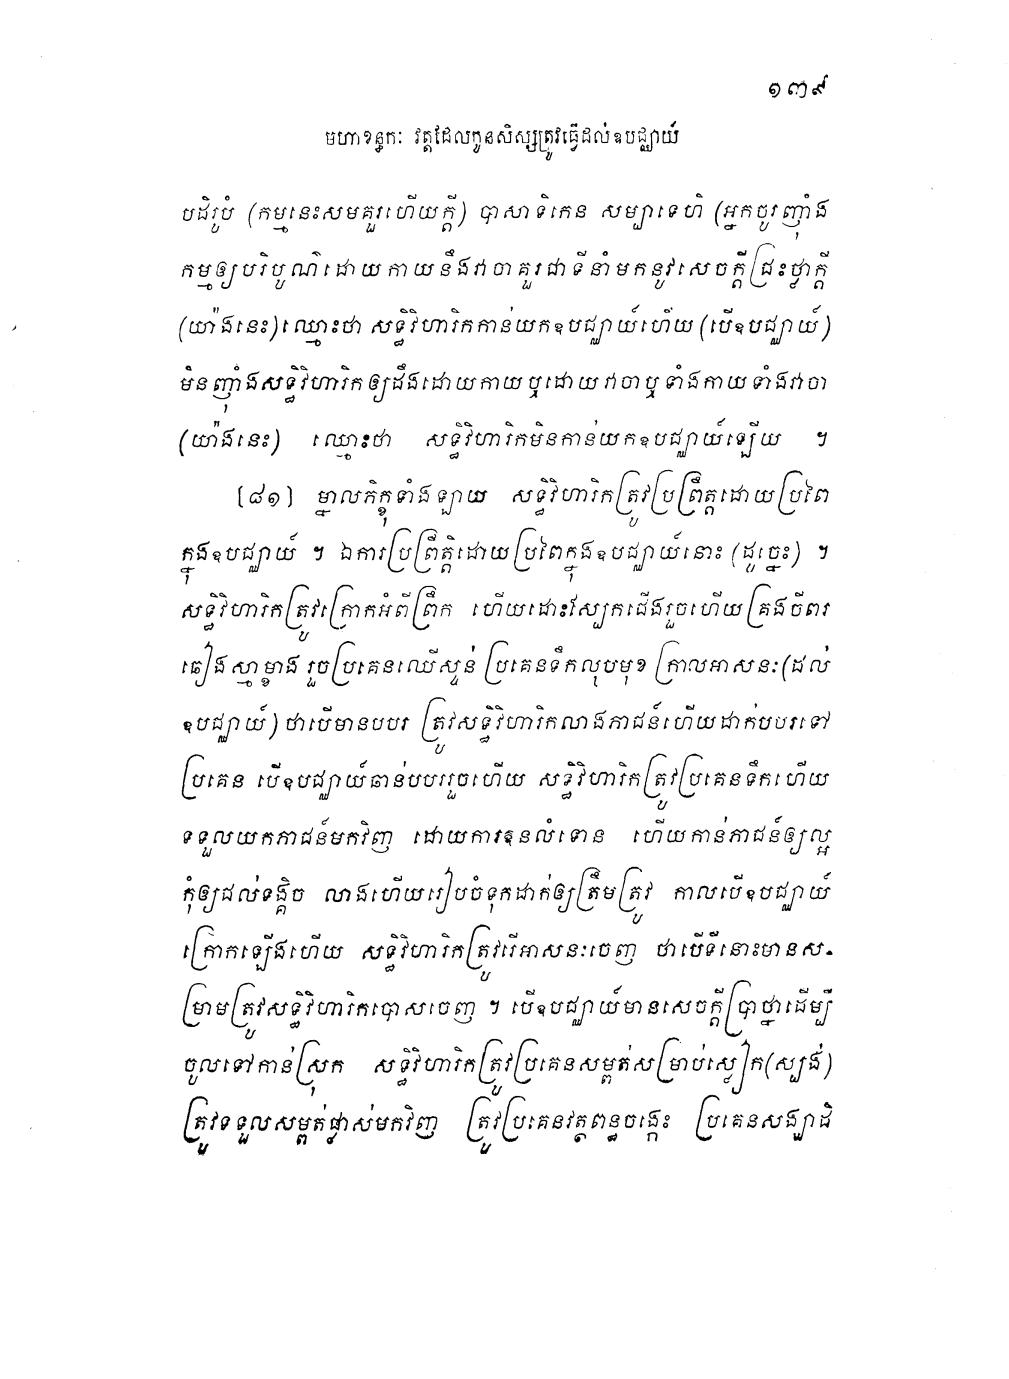 ១៣៩
មហាខន្ធកៈ វត្តដែលកូនសិស្សត្រូវធ្វើដល់ឧបជ្ឈាយ៍
បដិរូបំ (កម្មនេះសមគួរហើយក្តី) បាសាទិកេន សម្បាទេហិ (អ្នកចូរញ៉ាំង
កម្មឲ្យបរិបូណ៌ដោយកាយនឹងវាចាគួរជាទីនាំមកនូវសេចក្តីជ្រះថ្លាក្តី
(យ៉ាងនេះ) ឈ្មោះថា សទ្ធិវិហារិកកាន់យកឧបជ្ឈាយ៍ហើយ (បើឧបជ្ឈាយ៍)
មិនញ៉ាំងសទ្ធិវិហារិកឲ្យដឹងដោយកាយឬដោយវាចាឬទាំងកាយទាំងវាចា
(យ៉ាងនេះ) ឈ្មោះថា សទ្ធិវិហារិកមិនកាន់យកឧបជ្ឈាយ៍ឡើយ ។
[៨១] ម្នាលភិក្ខុទាំងឡាយ សទ្ធិវិហារិកត្រូវប្រព្រឹត្តដោយប្រពៃ
ក្នុងឧបជ្ឈាយ៍ ។ ឯការប្រព្រឹត្តិដោយប្រពៃក្នុងឧបជ្ឈាយ៍នោះ (ដូច្នេះ) ។
សទ្ធិវិហារិកត្រូវក្រោកអំពីព្រឹក ហើយដោះស្បែកជើងរួចហើយគ្រងចីពរ
ឆៀងស្មាម្ខាង រួចប្រគេនឈើស្ទន់ ប្រគេនទឹកលុបមុខ ក្រាលអាសនៈ (ដល់
ឧបជ្ឈាយ៍) ថាបើមានបបរ ត្រូវសទ្ធិវិហារិកលាងភាជន៍ហើយដាក់បបរទៅ
ប្រគេន បើឧបជ្ឈាយ៍ឆាន់បបររួចហើយ សទ្ធិវិហារិកត្រូវប្រគេនទឹកហើយ
ទទួលយកភាជន៍មកវិញ ដោយការឧនលំទោន ហើយកាន់ភាជន៍ឲ្យល្អ
កុំឲ្យដល់ទង្គិច លាងហើយរៀបចំទុកដាក់ឲ្យត្រឹមត្រូវ កាលបើឧបជ្ឈាយ៍
ក្រោកឡើងហើយ សទ្ធិវិហារិកត្រូវរើអាសនៈចេញ ថាបើទីនោះមានស-
ម្រាមត្រូវសទ្ធិវិហារិកបោសចេញ ។ បើឧបជ្ឈាយ៍មានសេចក្តីប្រាថ្នាដើម្បី
ចូលទៅកាន់ស្រុក សទ្ធិវិហារិកត្រូវប្រគេនសម្ពត់សម្រាប់ស្លៀក (ស្បង់)
ត្រូវទទួលសម្ពត់ផ្លាស់មកវិញ ត្រូវប្រគេនវត្ថពន្ធចង្កេះ ប្រគេនសង្ឃាដិ